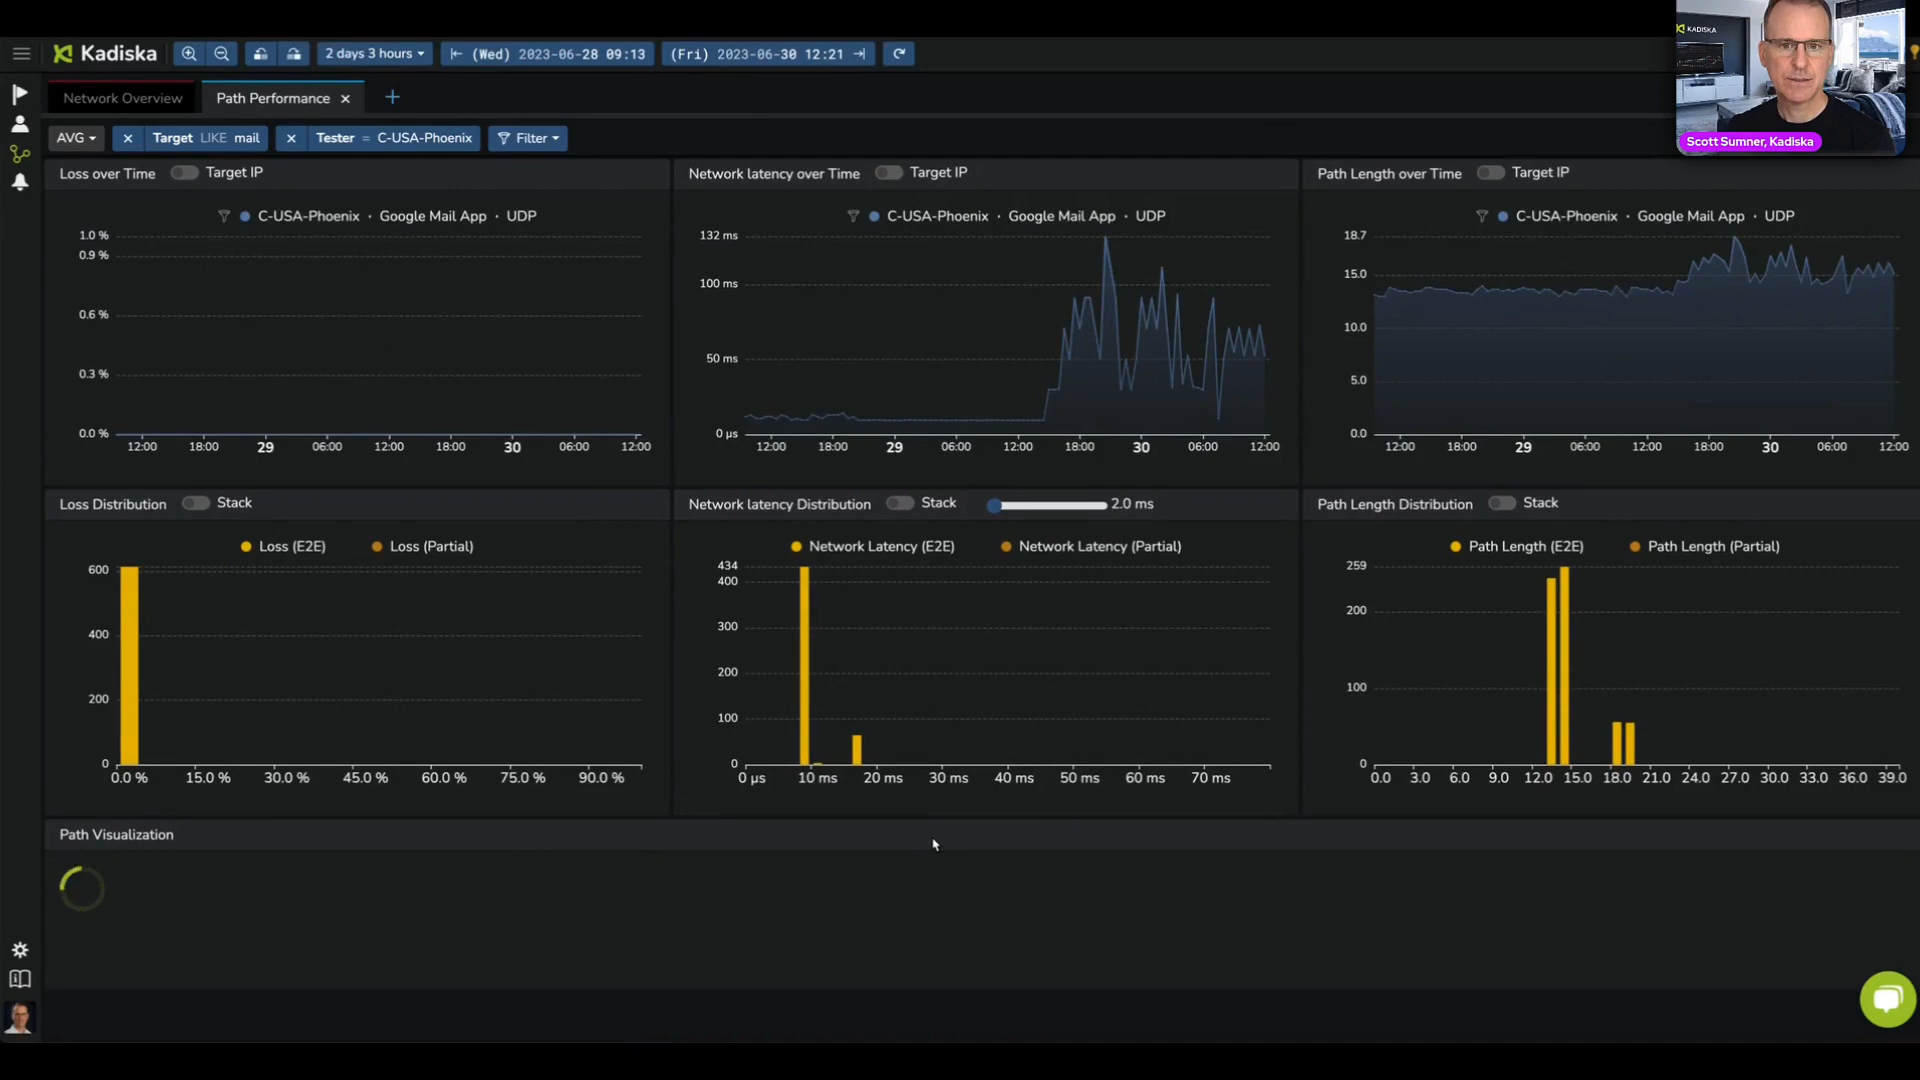 Kadiska
2 days 3 hours
(Wed) 2023-06-28 09:13
(Fri) 2023-06-30 12:21
KADISKA
Scott Sumner, Kadiska
Network Overview
Path Performance
AVG
Target LIKE mail
Tester = C-USA-Phoenix
Filter
Loss over Time
Target IP
C-USA-Phoenix · Google Mail App · UDP
1.0 %
0.9 %
0.6 %
0.3 %
0.0 %
12:00 18:00 29 06:00 12:00 18:00 30 06:00 12:00
Network latency over Time
Target IP
C-USA-Phoenix · Google Mail App · UDP
132 ms
100 ms
50 ms
0 µs
12:00 18:00 29 06:00 12:00 18:00 30 06:00 12:00
Path Length over Time
Target IP
C-USA-Phoenix · Google Mail App · UDP
18.7
15.0
10.0
5.0
0.0
12:00 18:00 29 06:00 12:00 18:00 30 06:00 12:00
Loss Distribution
Stack
Loss (E2E) Loss (Partial)
600
400
200
0
0.0 % 15.0 % 30.0 % 45.0 % 60.0 % 75.0 % 90.0 %
Network latency Distribution
Stack
2.0 ms
Network Latency (E2E) Network Latency (Partial)
434
400
300
200
100
0
0 µs 10 ms 20 ms 30 ms 40 ms 50 ms 60 ms 70 ms
Path Length Distribution
Stack
Path Length (E2E) Path Length (Partial)
259
200
100
0
0.0 3.0 6.0 9.0 12.0 15.0 18.0 21.0 24.0 27.0 30.0 33.0 36.0 39.0
Path Visualization